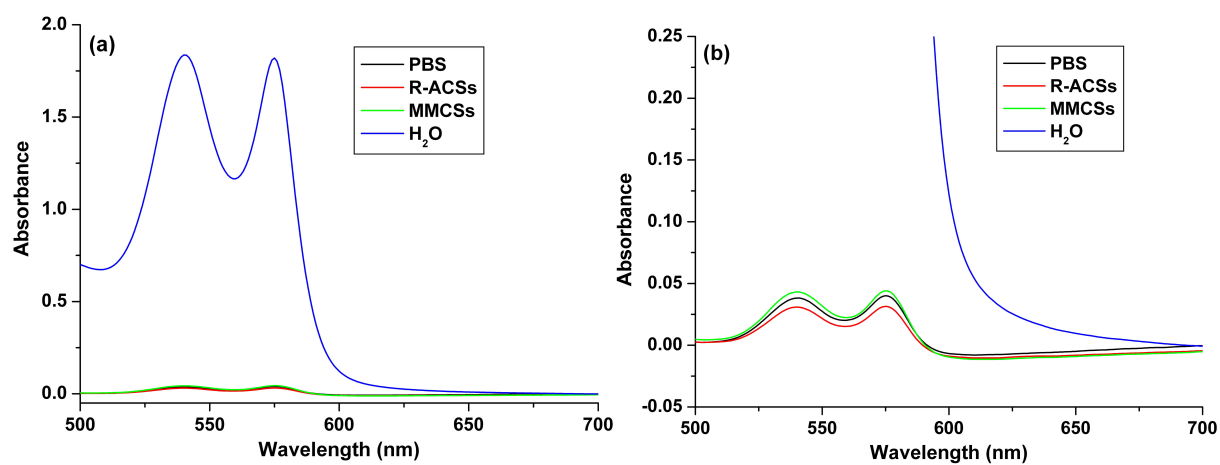 (a)
2.0
1.5
1.0
0.5
0.0
Absorbance
500
550
600
650
700
Wavelength (nm)
PBS
R-ACSs
MMCSs
H₂O
(b)
0.25
0.20
0.15
0.10
0.05
0.00
-0.05
Absorbance
500
550
600
650
700
Wavelength (nm)
PBS
R-ACSs
MMCSs
H₂O